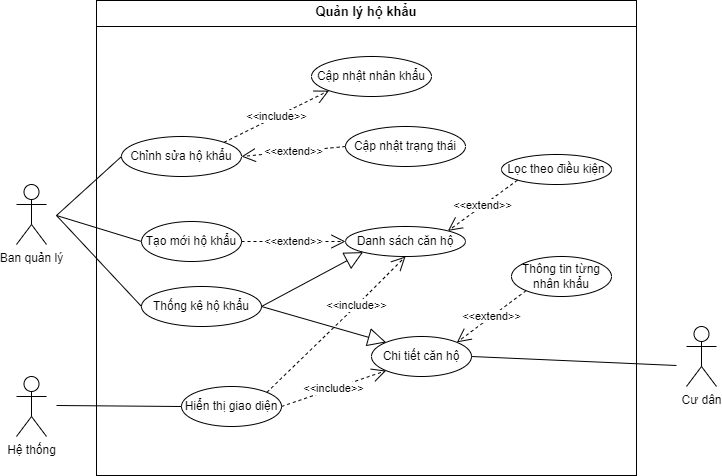 Quản lý hộ khẩu
Cập nhật nhân khẩu
<<include>>
Chỉnh sửa hộ khẩu
<<extend>>
Cập nhật trạng thái
Lọc theo điều kiện
<<extend>>
Ban quản lý
Tạo mới hộ khẩu
<<extend>>
Danh sách căn hộ
Thông tin từng
nhân khẩu
Thống kê hộ khẩu
<<include>>
<<extend>>
Chi tiết căn hộ
Cư dân
<<include>>
Hiển thị giao diện
Hệ thống